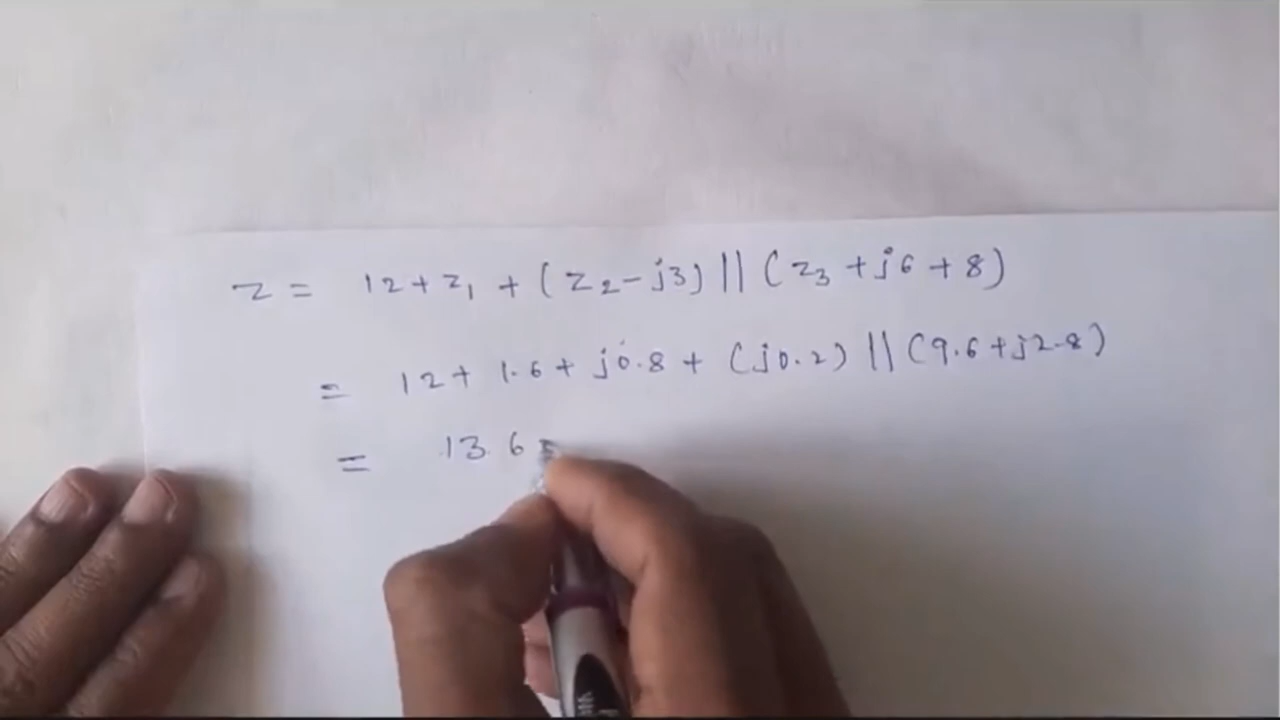 Z = 12 + Z₁ + (Z₂ - j3) || (Z₃ + j6 + 8)
= 12 + 1.6 + j0.8 + (j0.2) || (9.6 + j2.8)
= 13.6